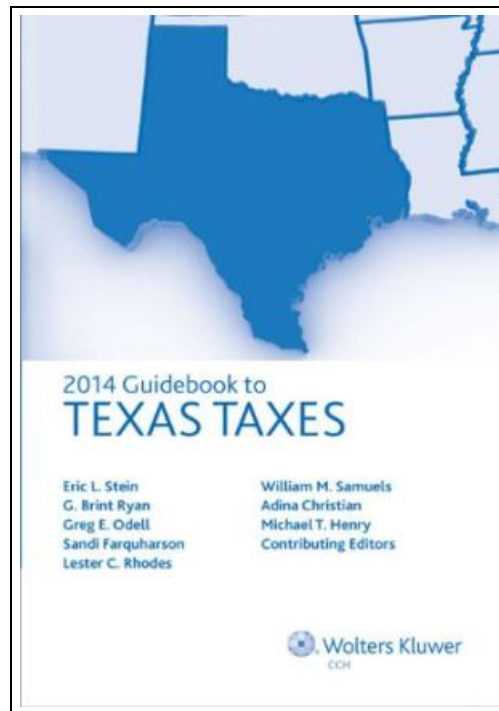 2014 Guidebook to
TEXAS TAXES
Eric L. Stein
G. Brint Ryan
Greg E. Odell
Sandi Farquharson
Lester C. Rhodes
William M. Samuels
Adina Christian
Michael T. Henry
Contributing Editors
Wolters Kluwer
CCH